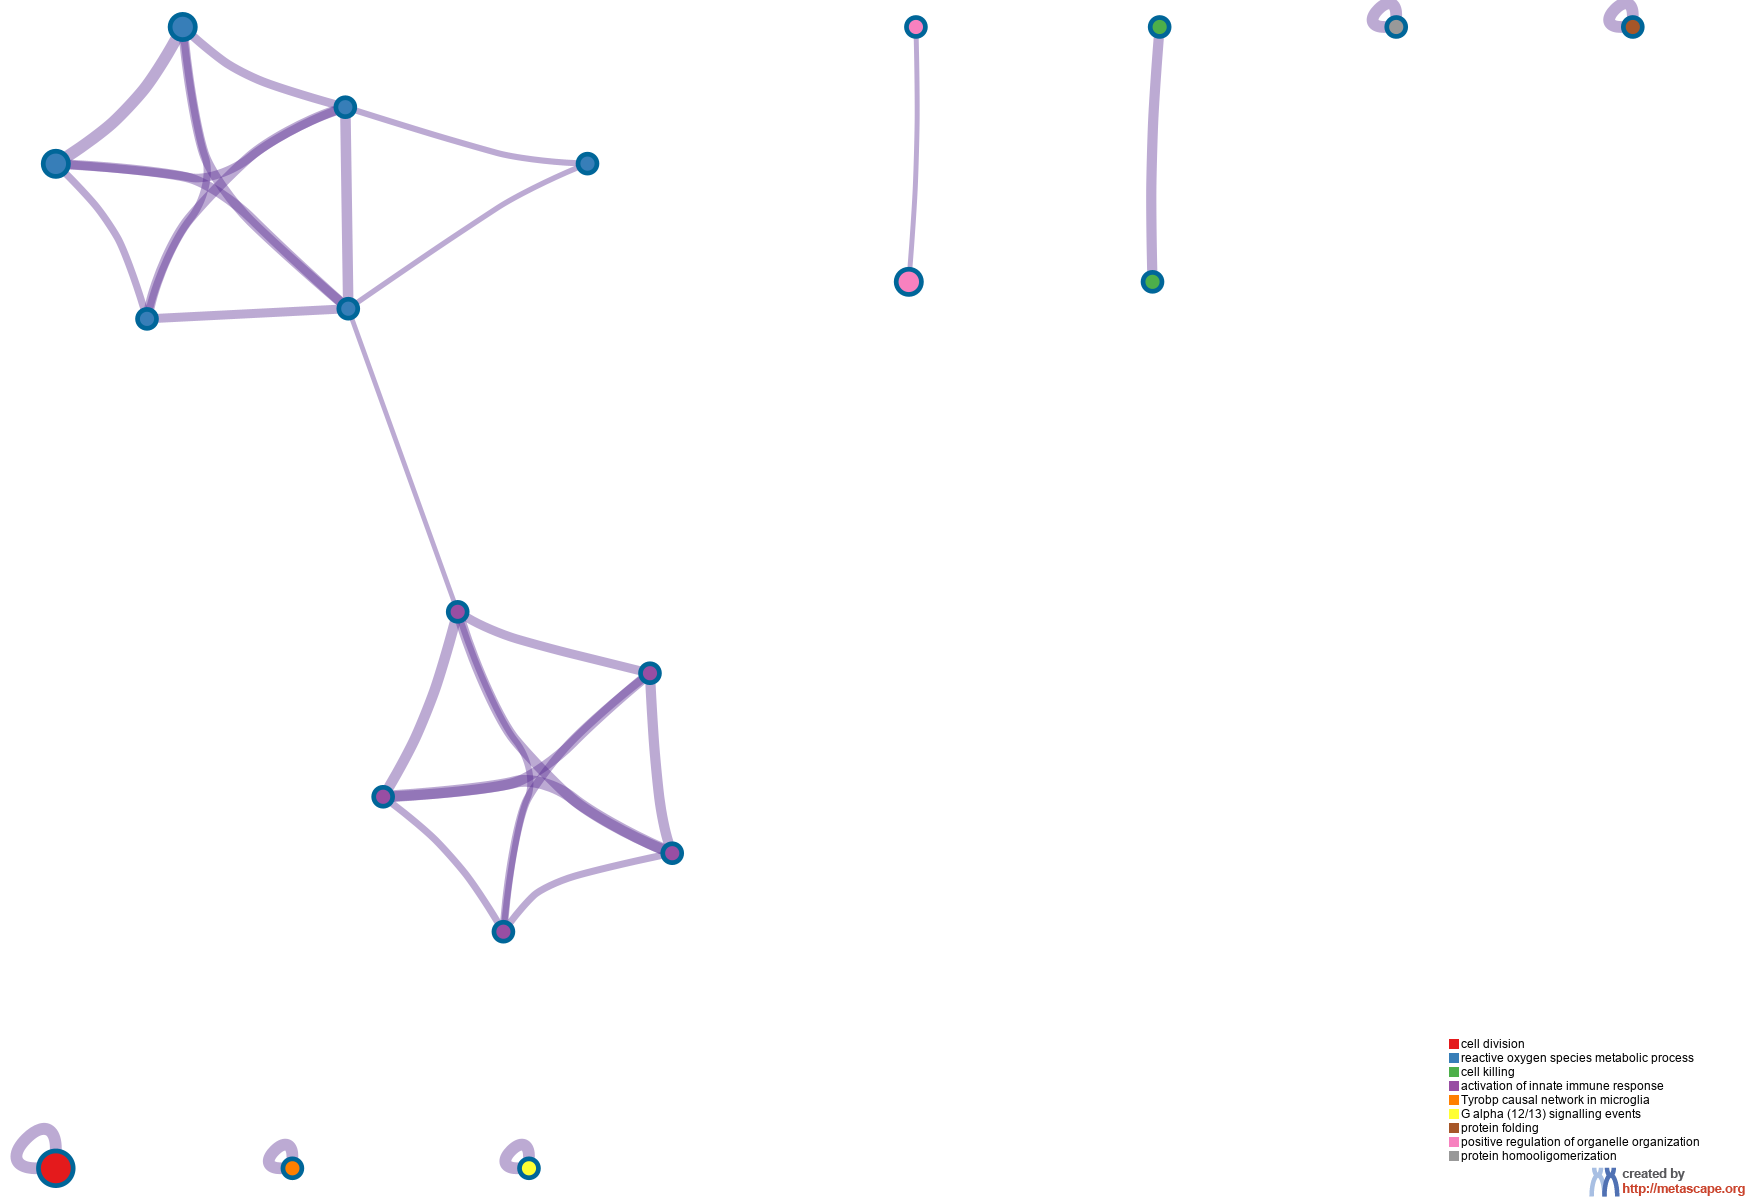 cell division
reactive oxygen species metabolic process
cell killing
activation of innate immune response
Tyrobp causal network in microglia
G alpha (12/13) signalling events
protein folding
positive regulation of organelle organization
protein homooligomerization
created by
http://metascape.org